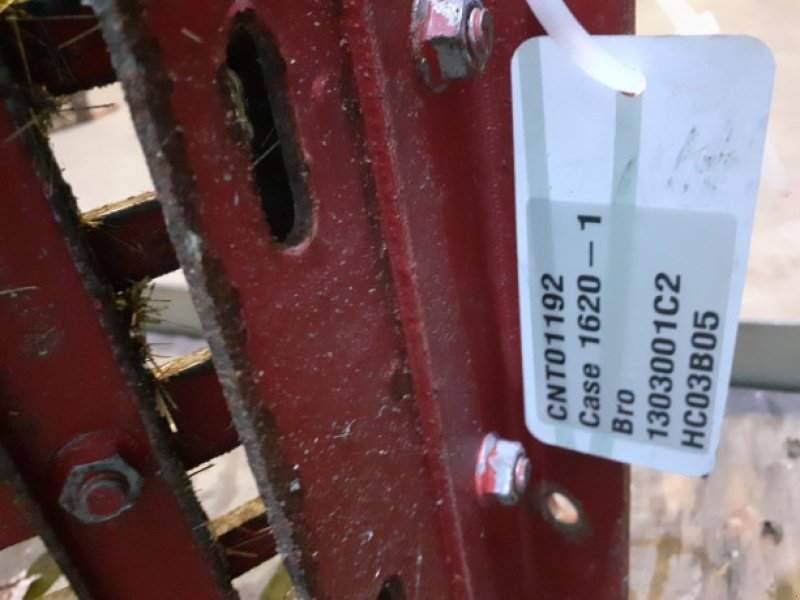 CNT01192
Case 1620 – 1
Bro
1303001C2
HC03B05